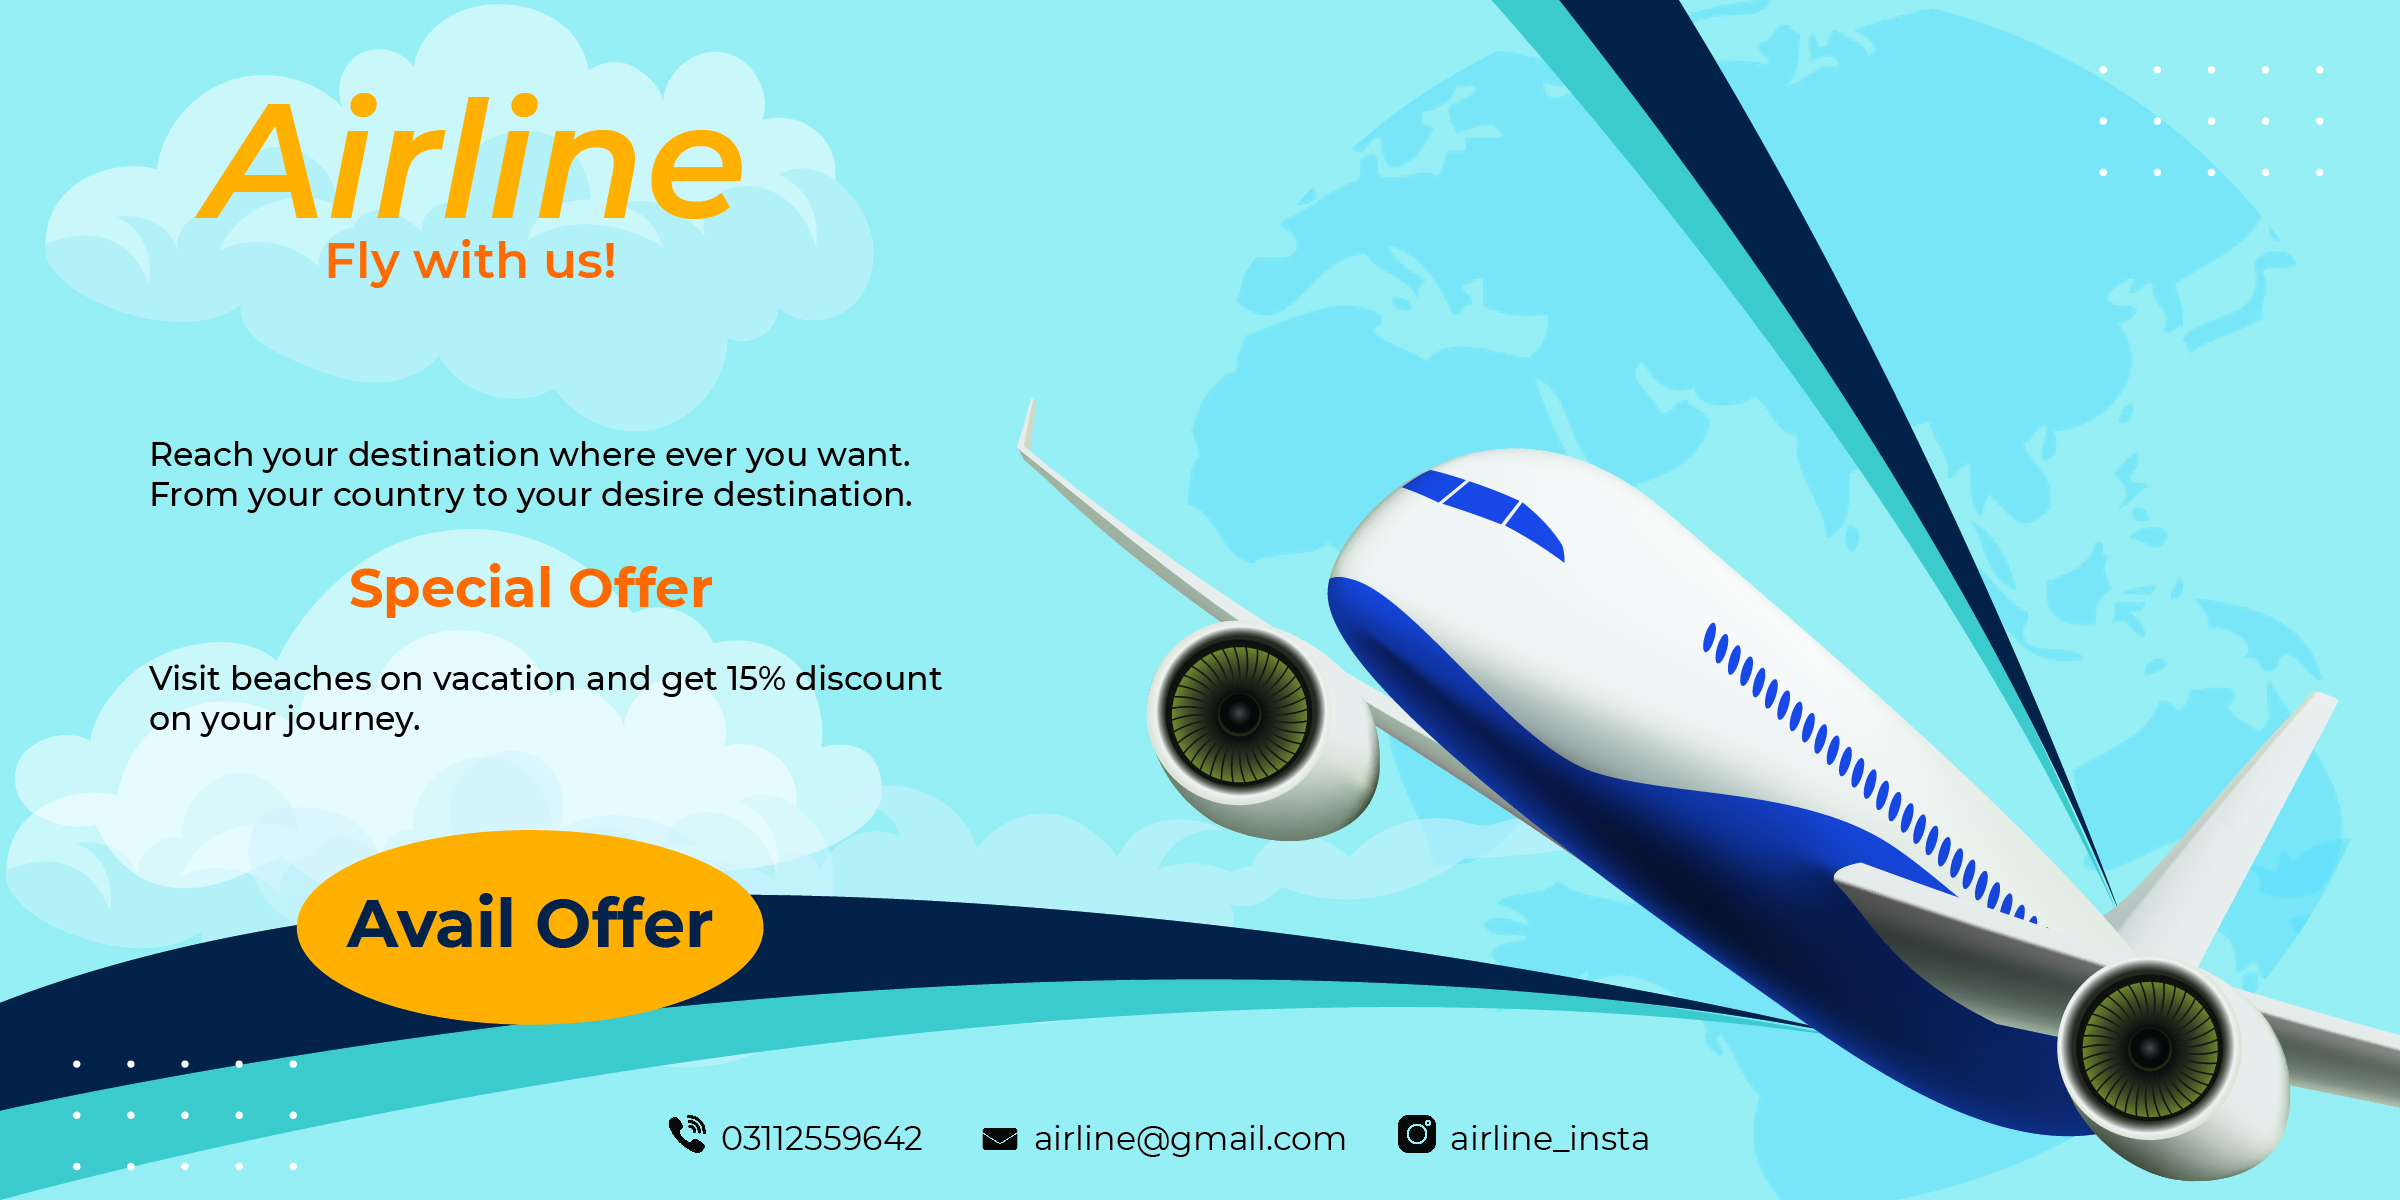 Airline
Fly with us!
Reach your destination where ever you want.
From your country to your desire destination.
Special Offer
Visit beaches on vacation and get 15% discount
on your journey.
Avail Offer
03112559642
airline@gmail.com
airline_insta